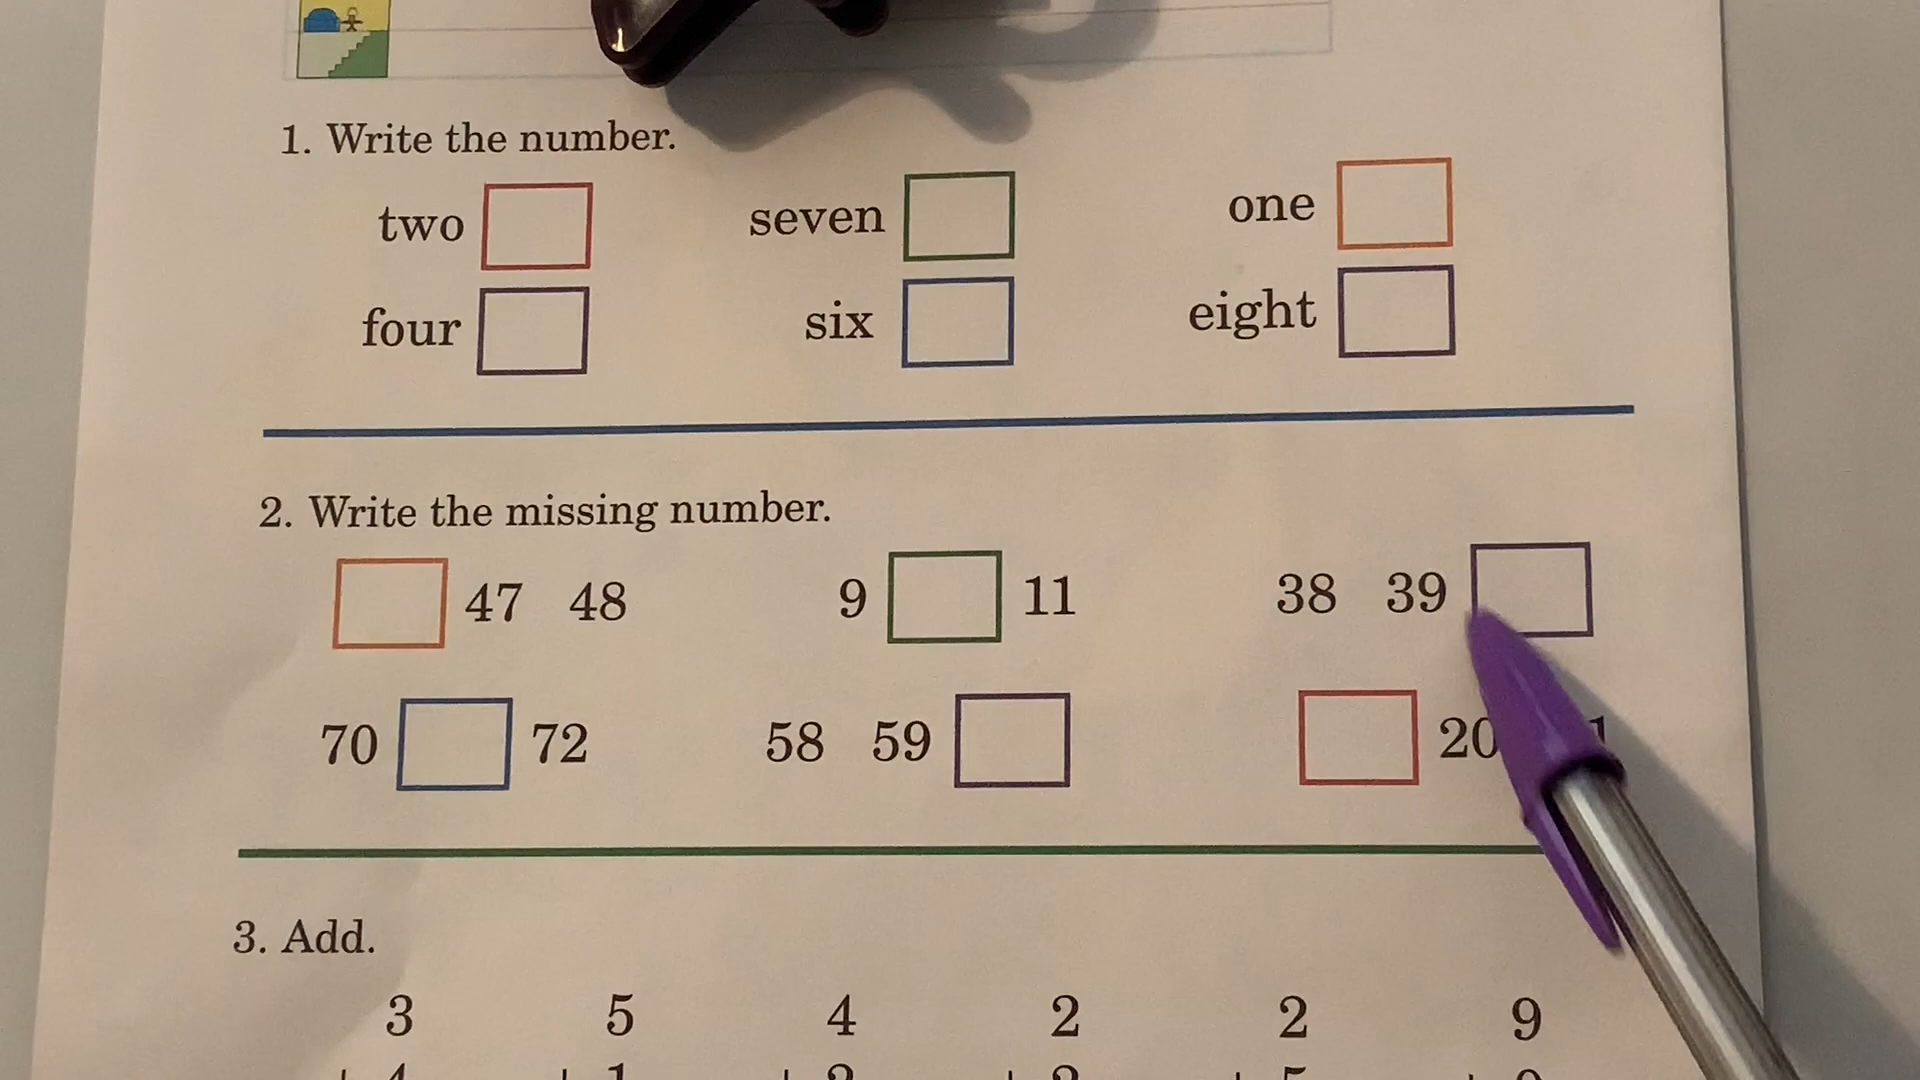 1. Write the number.
two seven one
four six eight
2. Write the missing number.
47 48 9 11 38 39
70 72 58 59 20
3. Add.
3 5 4 2 2 9